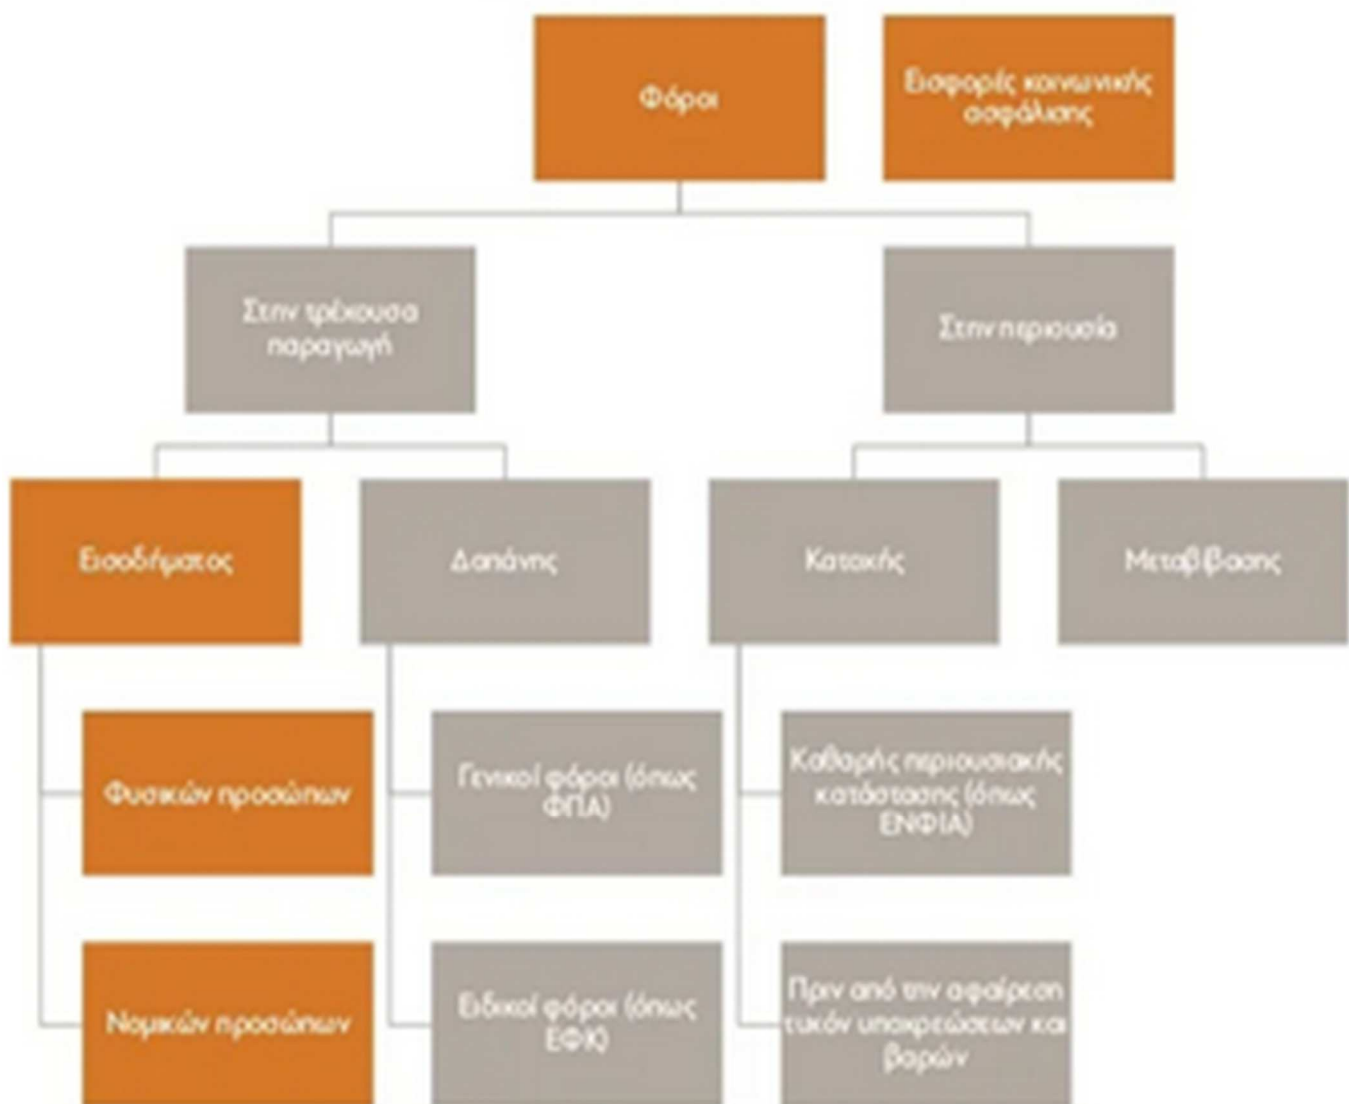 Φόροι
Εισφορές κοινωνικής
ασφάλισης
Στην τρέχουσα
παραγωγή
Στην περιουσία
Εισοδήματος
Δαπάνης
Κατοχής
Μεταβίβασης
Φυσικών προσώπων
Γενικοί φόροι (όπως
ΦΠΑ)
Καθαρής περιουσιακής
κατάστασης (όπως
ΕΝΦΙΑ)
Νομικών προσώπων
Ειδικοί φόροι (όπως
ΕΦΚ)
Πριν από την αφαίρεση
τυχόν υποχρεώσεων και
βαρών